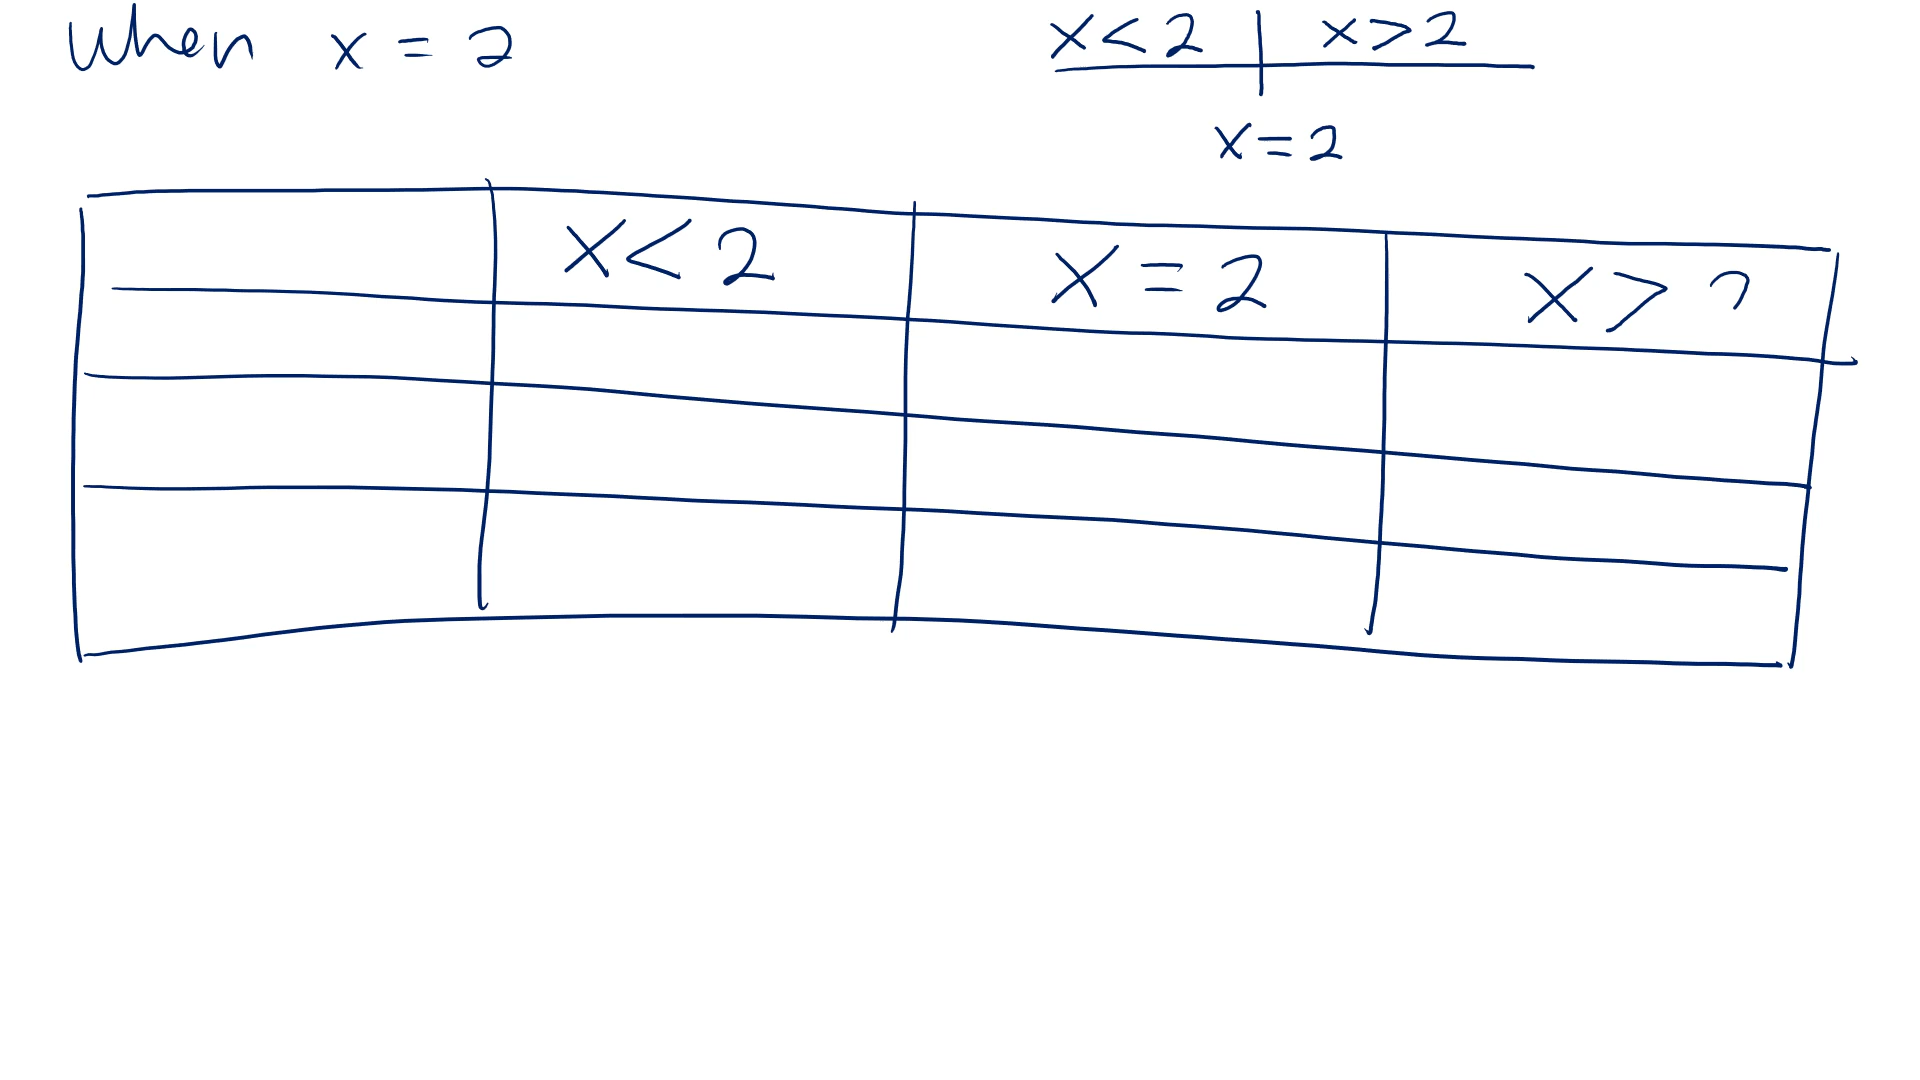 when x = 2
x < 2 | x > 2
x = 2
x < 2 x = 2 x >